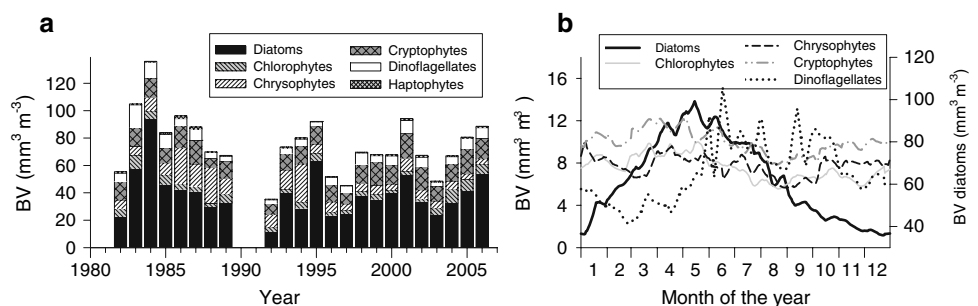 a
BV (mm³ m⁻³)
120
100
80
60
40
20
0
1980 1985 1990 1995 2000 2005
Year
Diatoms
Chlorophytes
Chrysophytes
Cryptophytes
Dinoflagellates
Haptophytes
b
BV (mm³ m³)
16
12
8
4
0
1 2 3 4 5 6 7 8 9 10 11 12
Month of the year
Diatoms
Chlorophytes
Chrysophytes
Cryptophytes
Dinoflagellates
120
100
80
60
40
BV diatoms (mm³ m⁻³)